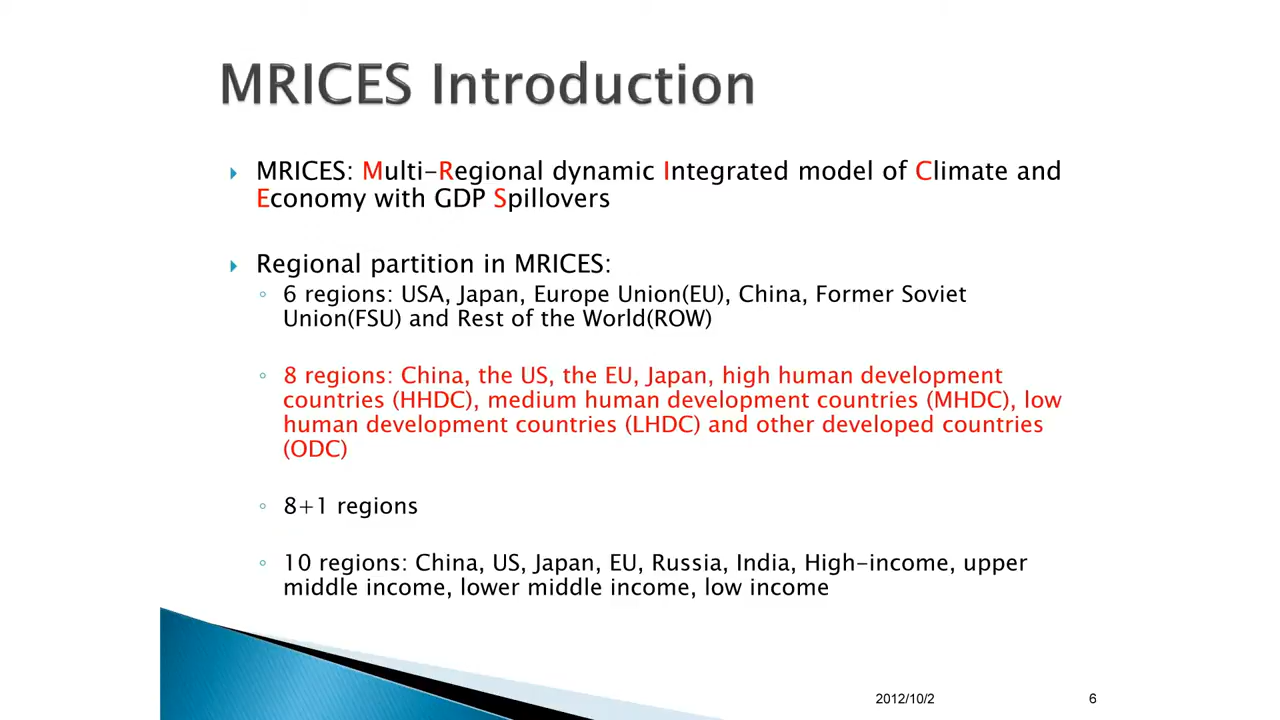 MRICES Introduction
MRICES: Multi-Regional dynamic Integrated model of Climate and
Economy with GDP Spillovers
Regional partition in MRICES:
6 regions: USA, Japan, Europe Union(EU), China, Former Soviet
Union(FSU) and Rest of the World(ROW)
8 regions: China, the US, the EU, Japan, high human development
countries (HHDC), medium human development countries (MHDC), low
human development countries (LHDC) and other developed countries
(ODC)
8+1 regions
10 regions: China, US, Japan, EU, Russia, India, High-income, upper
middle income, lower middle income, low income
2012/10/2
6